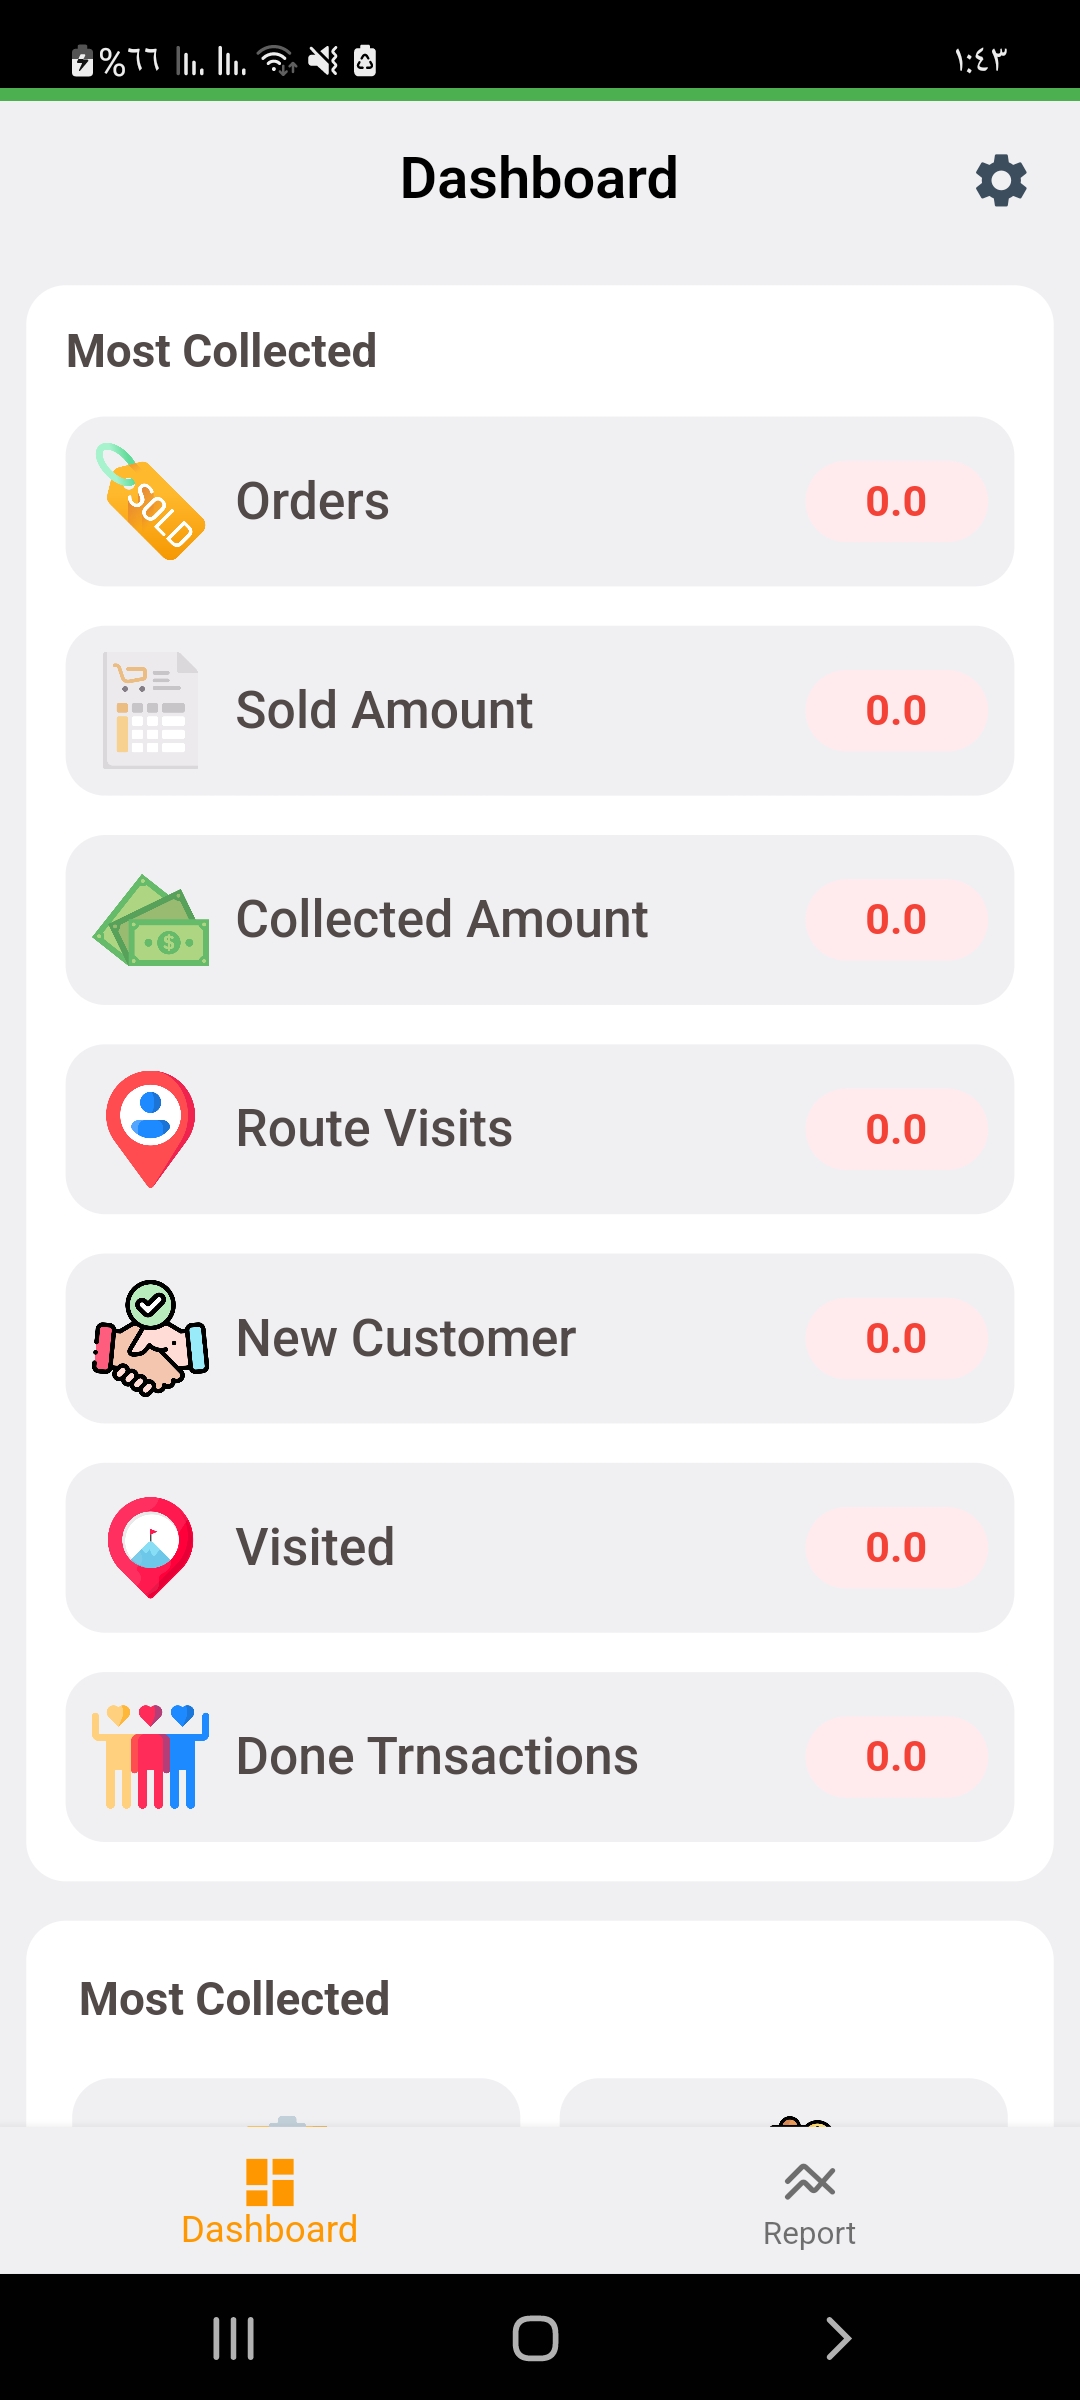 %٦٦ ١:٤٣
Dashboard
Most Collected
SOLD
Orders 0.0
Sold Amount 0.0
$
Collected Amount 0.0
Route Visits 0.0
New Customer 0.0
Visited 0.0
Done Trnsactions 0.0
Most Collected
Dashboard
Report